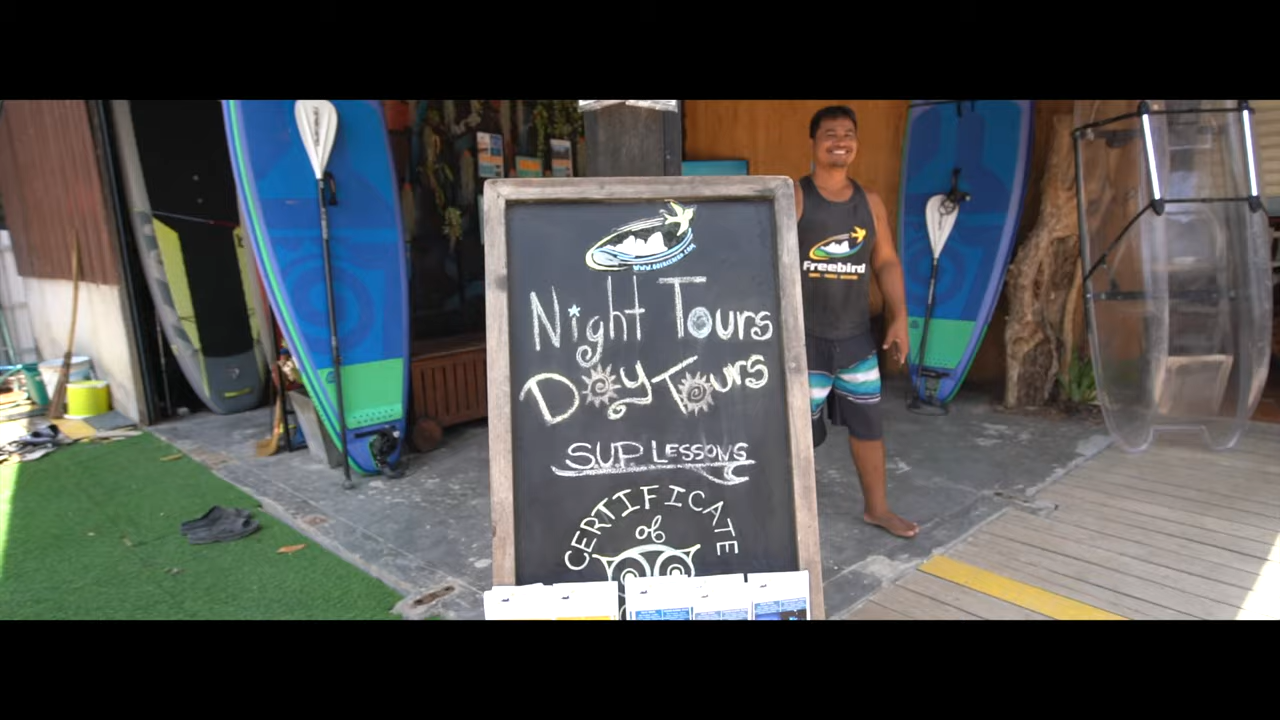 Night Tours
Day Tours
SUP LESSONS
CERTIFICATE
of
Freebird